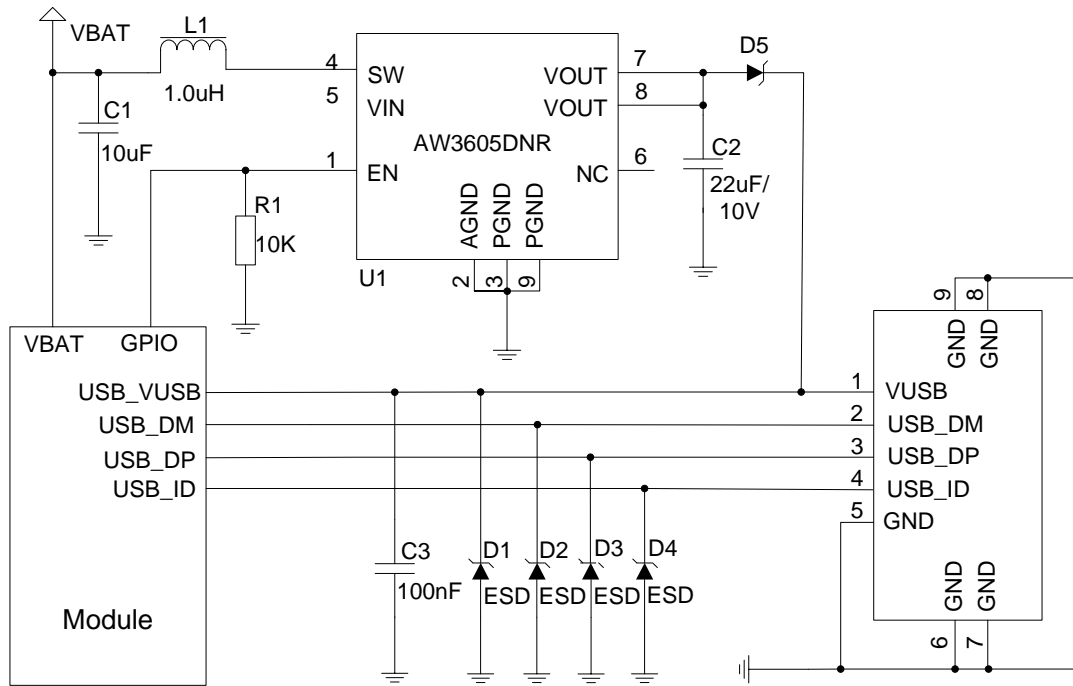 VBAT
L1
1.0uH
C1
10uF
4
5
1
SW
VIN
EN
AW3605DNR
VOUT
VOUT
NC
7
8
6
AGND
PGND
PGND
2
3
9
U1
D5
C2
22uF/
10V
R1
10K
VBAT
GPIO
USB_VUSB
USB_DM
USB_DP
USB_ID
Module
C3
100nF
D1
ESD
D2
ESD
D3
ESD
D4
ESD
9
8
GND
GND
1
VUSB
2
USB_DM
3
USB_DP
4
USB_ID
5
GND
GND
GND
6
7